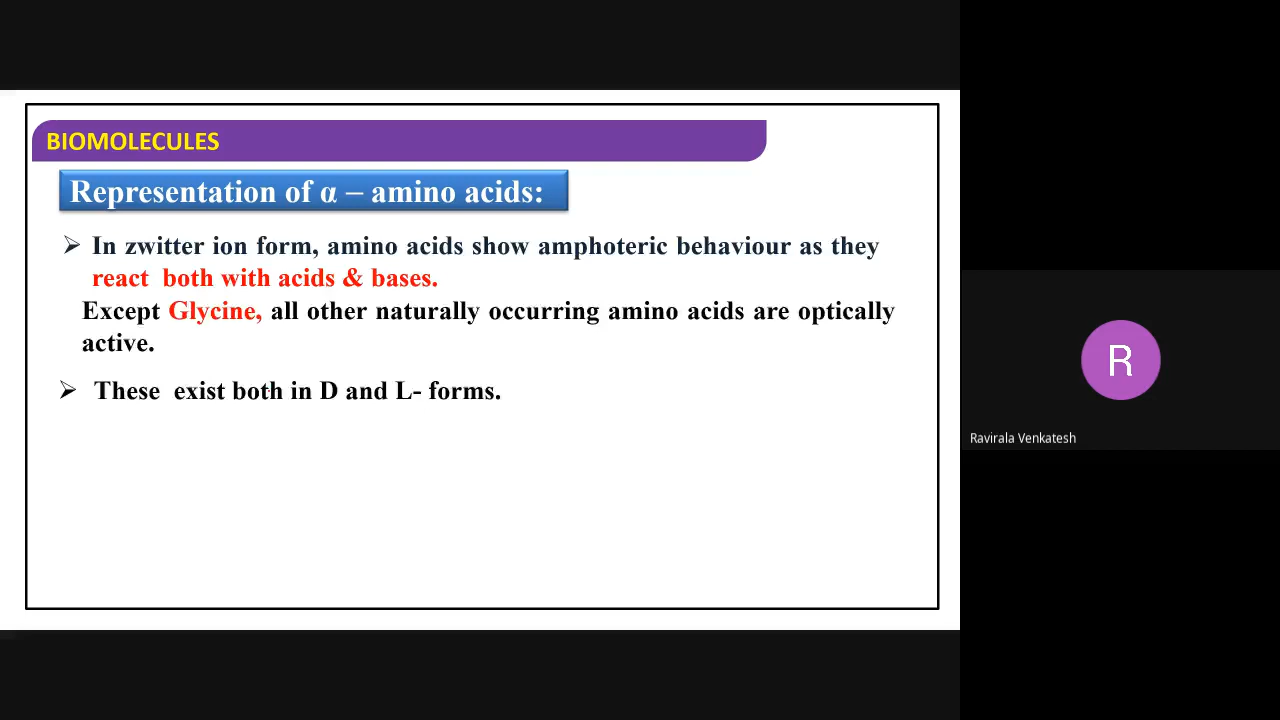 BIOMOLECULES
Representation of α – amino acids:
➢ In zwitter ion form, amino acids show amphoteric behaviour as they
react both with acids & bases.
Except Glycine, all other naturally occurring amino acids are optically
active.
➢ These exist both in D and L- forms.
R
Ravirala Venkatesh